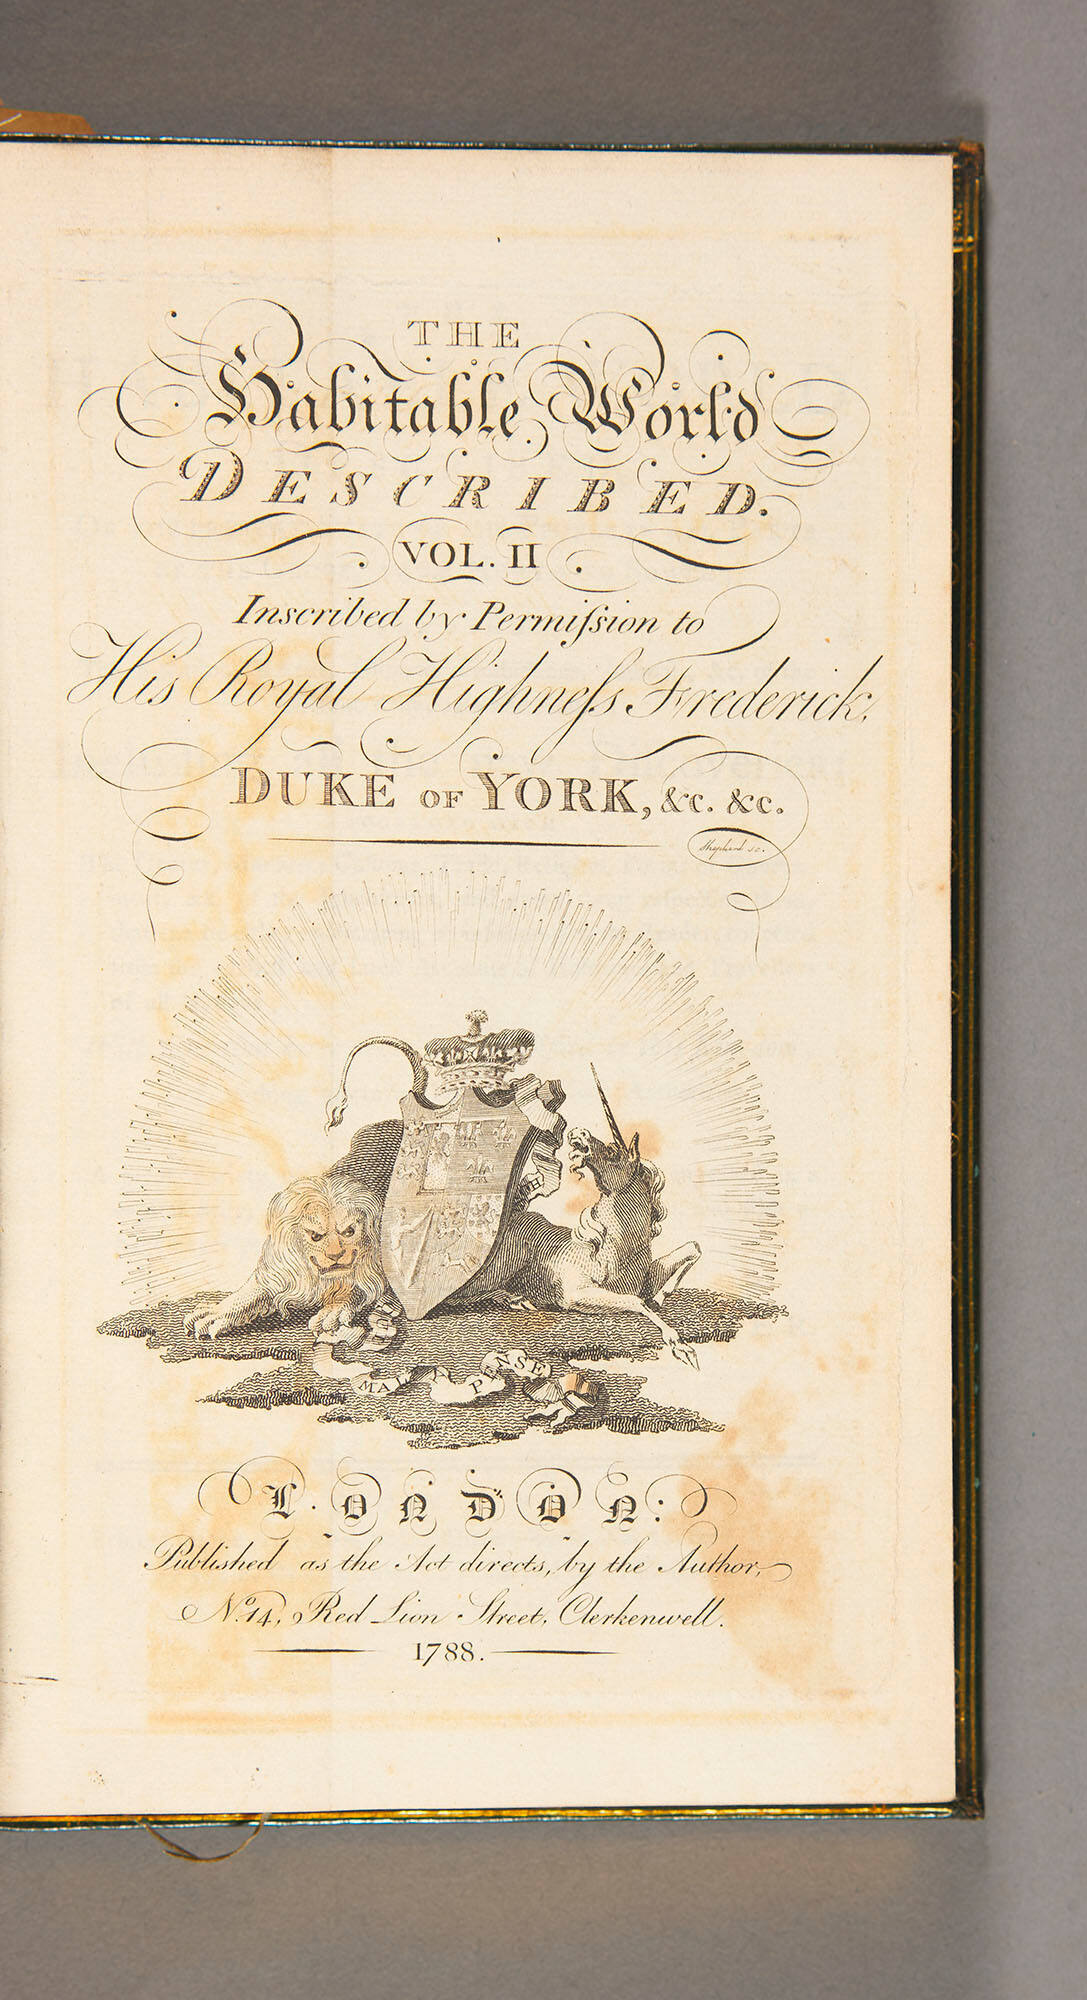 THE
Habitable World
DESCRIBED.
VOL. II
Inscribed by Permiſsion to
His Royal Highneſs Frederick,
DUKE OF YORK, &c. &c.
Shepherd sc.
MAL Y PENSE
LONDON:
Published as the Act directs, by the Author,
No. 14, Red Lion Street, Clerkenwell.
1788.